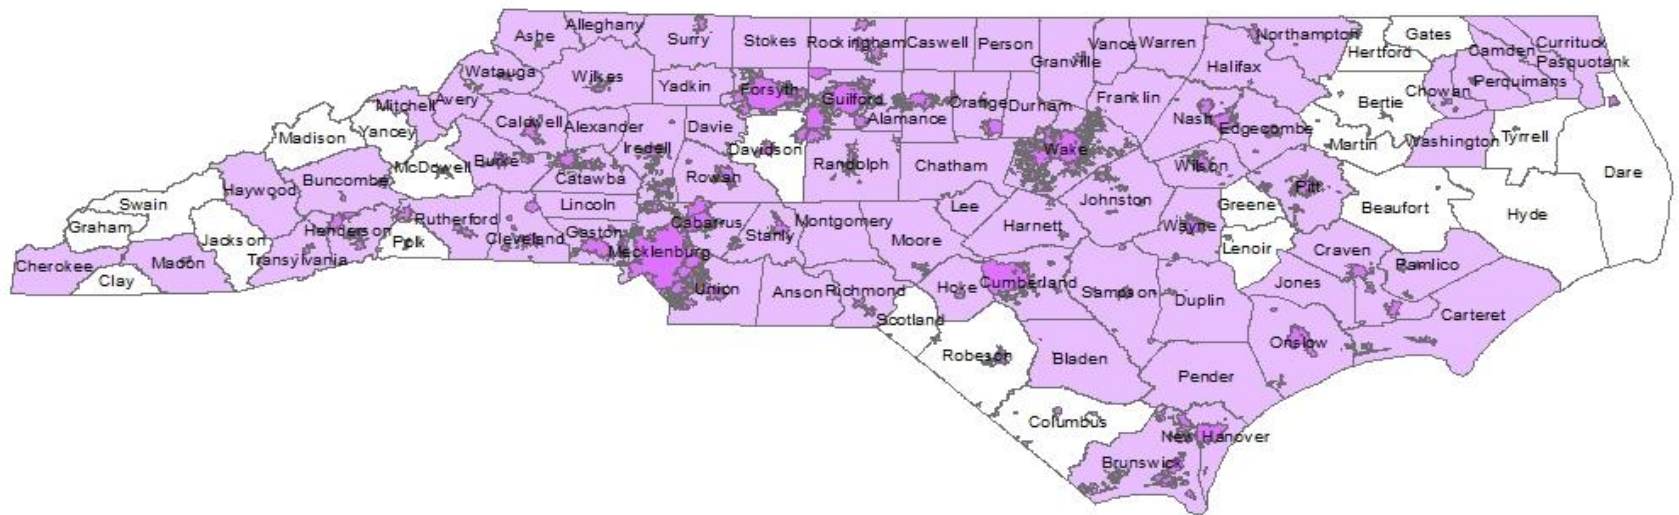 Alleghany
Ashe
Surry
Stokes
Rockingham
Caswell
Person
Vance
Warren
Northampton
Hertford
Gates
Camden
Currituck
Pasquotank
Granville
Halifax
Watauga
Wilkes
Yadkin
Forsyth
Guilford
Orange
Durham
Franklin
Bertie
Chowan
Perquimans
Mitchell
Avery
Caldwell
Alexander
Davie
Alamance
Nash
Edgecombe
Madison
Yancey
Iredell
Davidson
Wake
Martin
Washington
Tyrrell
McDowell
Burke
Catawba
Rowan
Randolph
Chatham
Wilson
Dare
Haywood
Buncombe
Lincoln
Pitt
Swain
Graham
Jackson
Henderson
Rutherford
Polk
Cleveland
Gaston
Mecklenburg
Cabarrus
Stanly
Montgomery
Moore
Lee
Harnett
Johnston
Wayne
Greene
Lenoir
Beaufort
Hyde
Craven
Pamlico
Cherokee
Clay
Macon
Transylvania
Union
Anson
Richmond
Hoke
Cumberland
Sampson
Duplin
Jones
Carteret
Scotland
Robeson
Bladen
Onslow
Pender
Columbus
New Hanover
Brunswick